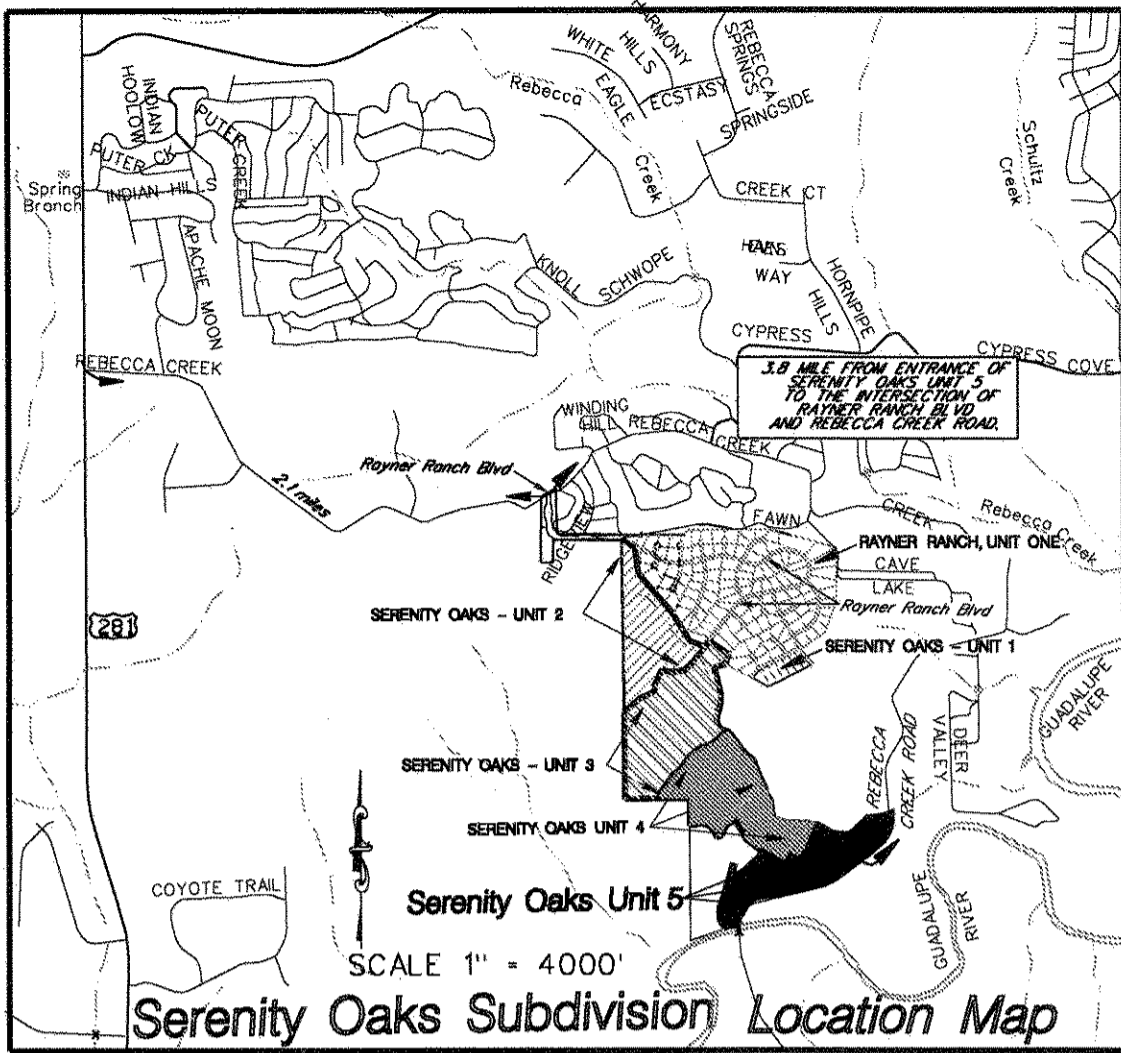 HARMONY
HILLS
WHITE
EAGLE
REBECCA
SPRINGS
ECSTASY
SPRINGSIDE
Rebecca
Creek
INDIAN
HOOLOW
PUTER CK
PUTER
CREEK
Spring
Branch
INDIAN HILLS
APACHE MOON
Schultz
Creek
CREEK CT
WAY
KNOLL
SCHWOPE
HORNPIPE
HILLS
CYPRESS
CYPRESS COVE
REBECCA CREEK
3.8 MILE FROM ENTRANCE OF
SERENITY OAKS UNIT 5
TO THE INTERSECTION OF
RAYNER RANCH BLVD
AND REBECCA CREEK ROAD.
WINDING
HILL
REBECCA
CREEK
Rayner Ranch Blvd
2.1 miles
RIDGEVIEW
FAWN
CREEK
Rebecca Creek
RAYNER RANCH, UNIT ONE
CAVE
LAKE
Rayner Ranch Blvd
SERENITY OAKS - UNIT 2
281
SERENITY OAKS - UNIT 1
GUADALUPE
RIVER
REBECCA
CREEK ROAD
DEER
VALLEY
SERENITY OAKS - UNIT 3
SERENITY OAKS UNIT 4
COYOTE TRAIL
Serenity Oaks Unit 5
GUADALUPE
RIVER
SCALE 1" = 4000'
Serenity Oaks Subdivision Location Map